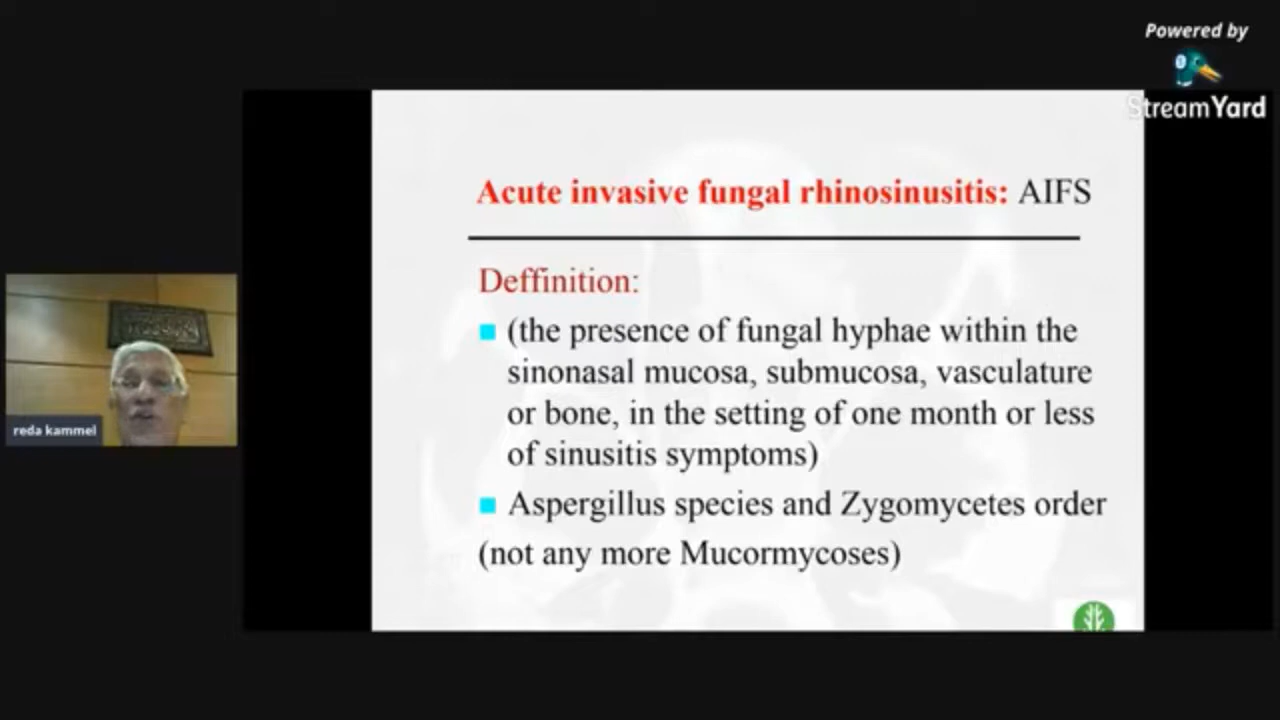 Powered by
StreamYard
Acute invasive fungal rhinosinusitis: AIFS
Deffinition:
(the presence of fungal hyphae within the
sinonasal mucosa, submucosa, vasculature
or bone, in the setting of one month or less
of sinusitis symptoms)
Aspergillus species and Zygomycetes order
(not any more Mucormycoses)
reda kammel